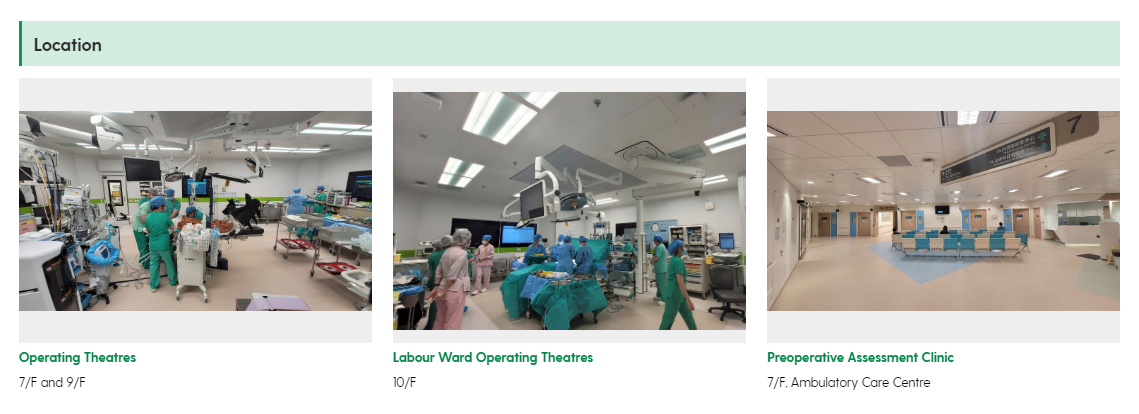 Location
7
Operating Theatres
Labour Ward Operating Theatres
Preoperative Assessment Clinic
7/F and 9/F
10/F
7/F, Ambulatory Care Centre